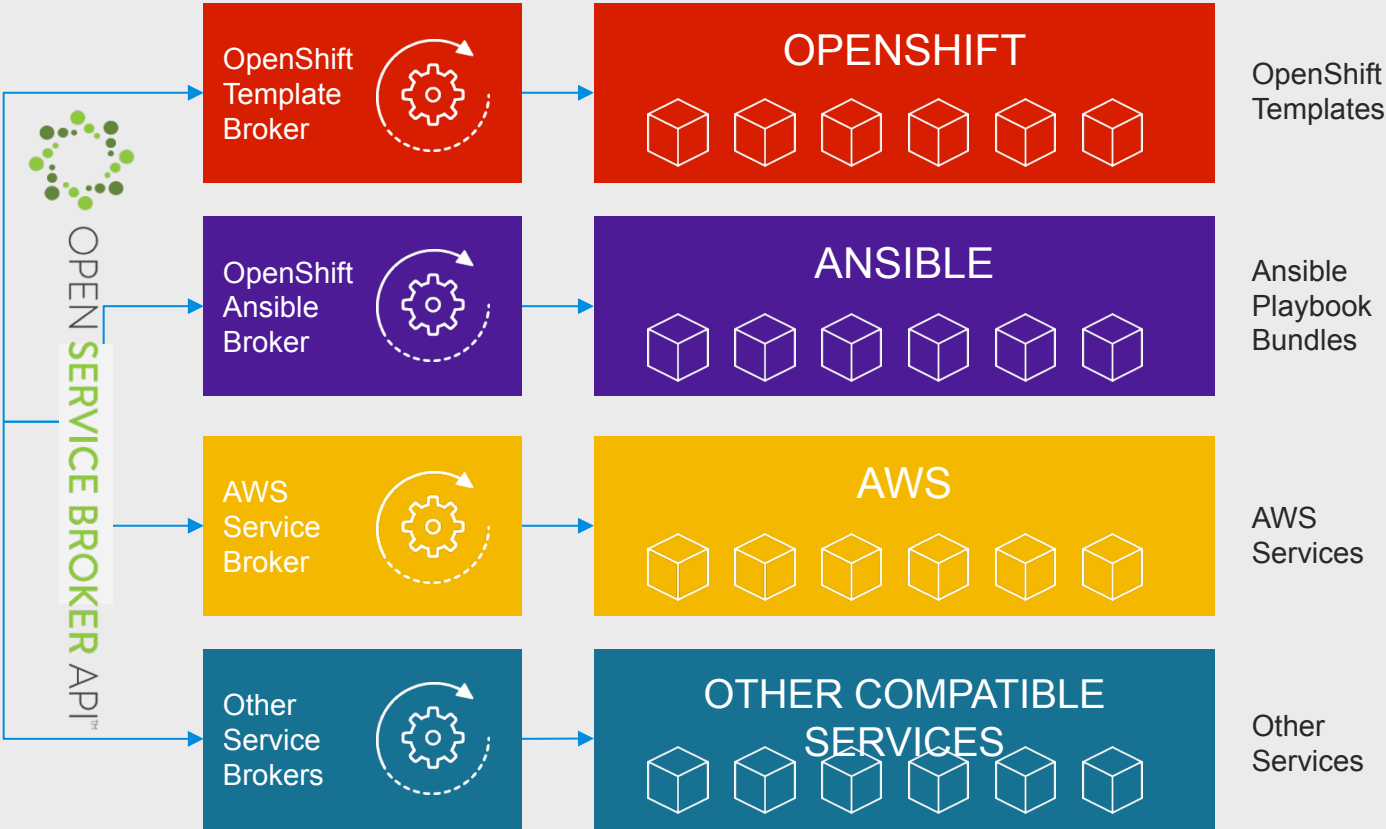 OPEN SERVICE BROKER API™
OpenShift
Template
Broker
OPENSHIFT
OpenShift
Templates
OpenShift
Ansible
Broker
ANSIBLE
Ansible
Playbook
Bundles
AWS
Service
Broker
AWS
AWS
Services
Other
Service
Brokers
OTHER COMPATIBLE
SERVICES
Other
Services